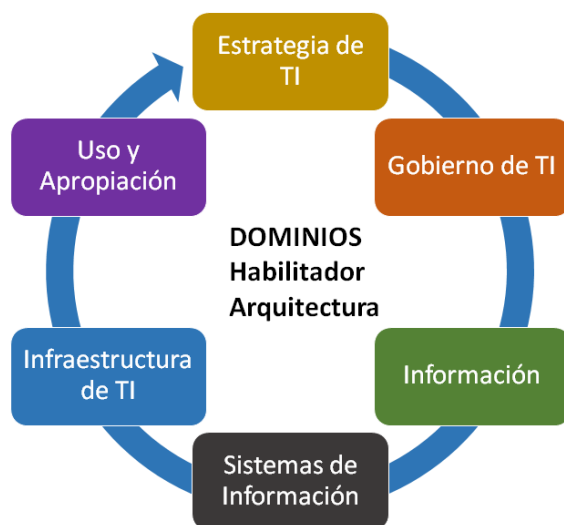 Estrategia de
TI
Gobierno de TI
Información
Sistemas de
Información
Infraestructura
de TI
Uso y
Apropiación
DOMINIOS
Habilitador
Arquitectura